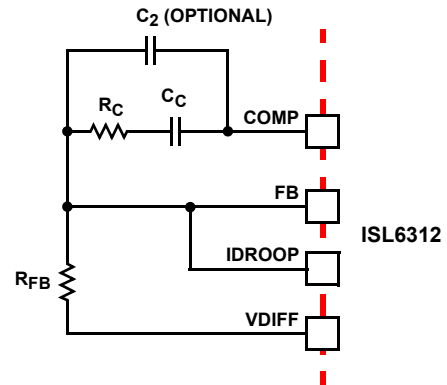 C2 (OPTIONAL)
RC
CC
COMP
FB
ISL6312
IDROOP
RFB
VDIFF